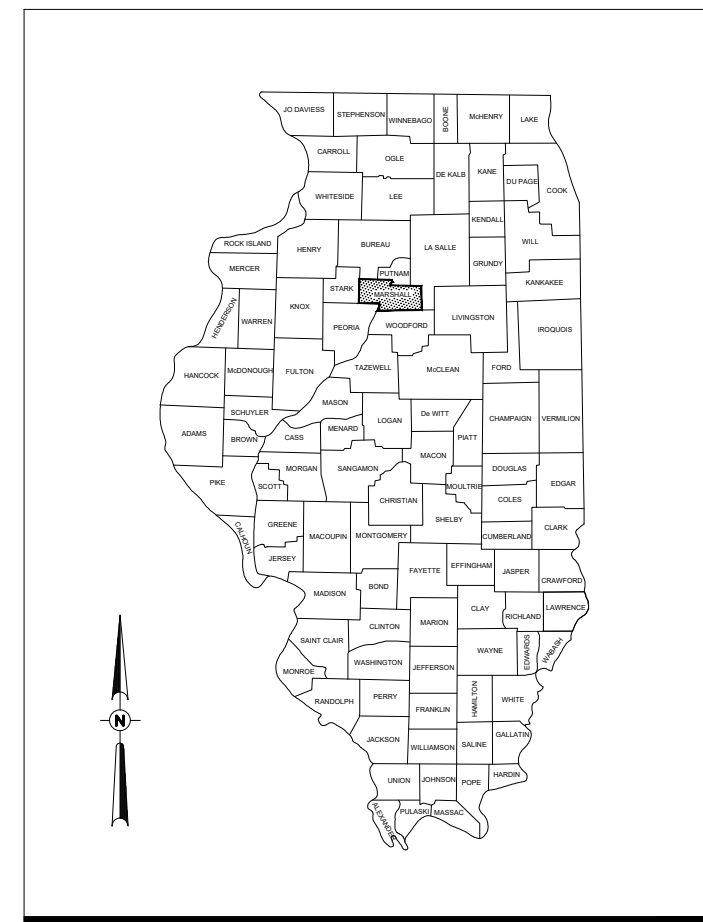 JO DAVIESS
STEPHENSON
WINNEBAGO
BOONE
McHENRY
LAKE
CARROLL
OGLE
DE KALB
KANE
DU PAGE
COOK
WHITESIDE
LEE
KENDALL
WILL
ROCK ISLAND
HENRY
BUREAU
LA SALLE
GRUNDY
MERCER
PUTNAM
KANKAKEE
STARK
MARSHALL
HENDERSON
WARREN
KNOX
PEORIA
WOODFORD
LIVINGSTON
IROQUOIS
HANCOCK
McDONOUGH
FULTON
TAZEWELL
McCLEAN
FORD
MASON
SCHUYLER
LOGAN
De WITT
CHAMPAIGN
VERMILION
ADAMS
BROWN
CASS
MENARD
PIATT
MACON
MORGAN
SANGAMON
DOUGLAS
PIKE
SCOTT
MOULTRIE
EDGAR
CHRISTIAN
COLES
GREENE
MACOUPIN
MONTGOMERY
SHELBY
CUMBERLAND
CLARK
CALHOUN
JERSEY
FAYETTE
EFFINGHAM
JASPER
CRAWFORD
MADISON
BOND
CLAY
RICHLAND
LAWRENCE
CLINTON
MARION
SAINT CLAIR
WAYNE
EDWARDS
WABASH
WASHINGTON
JEFFERSON
MONROE
RANDOLPH
PERRY
HAMILTON
WHITE
FRANKLIN
JACKSON
WILLIAMSON
SALINE
GALLATIN
UNION
JOHNSON
POPE
HARDIN
ALEXANDER
PULASKI
MASSAC
N